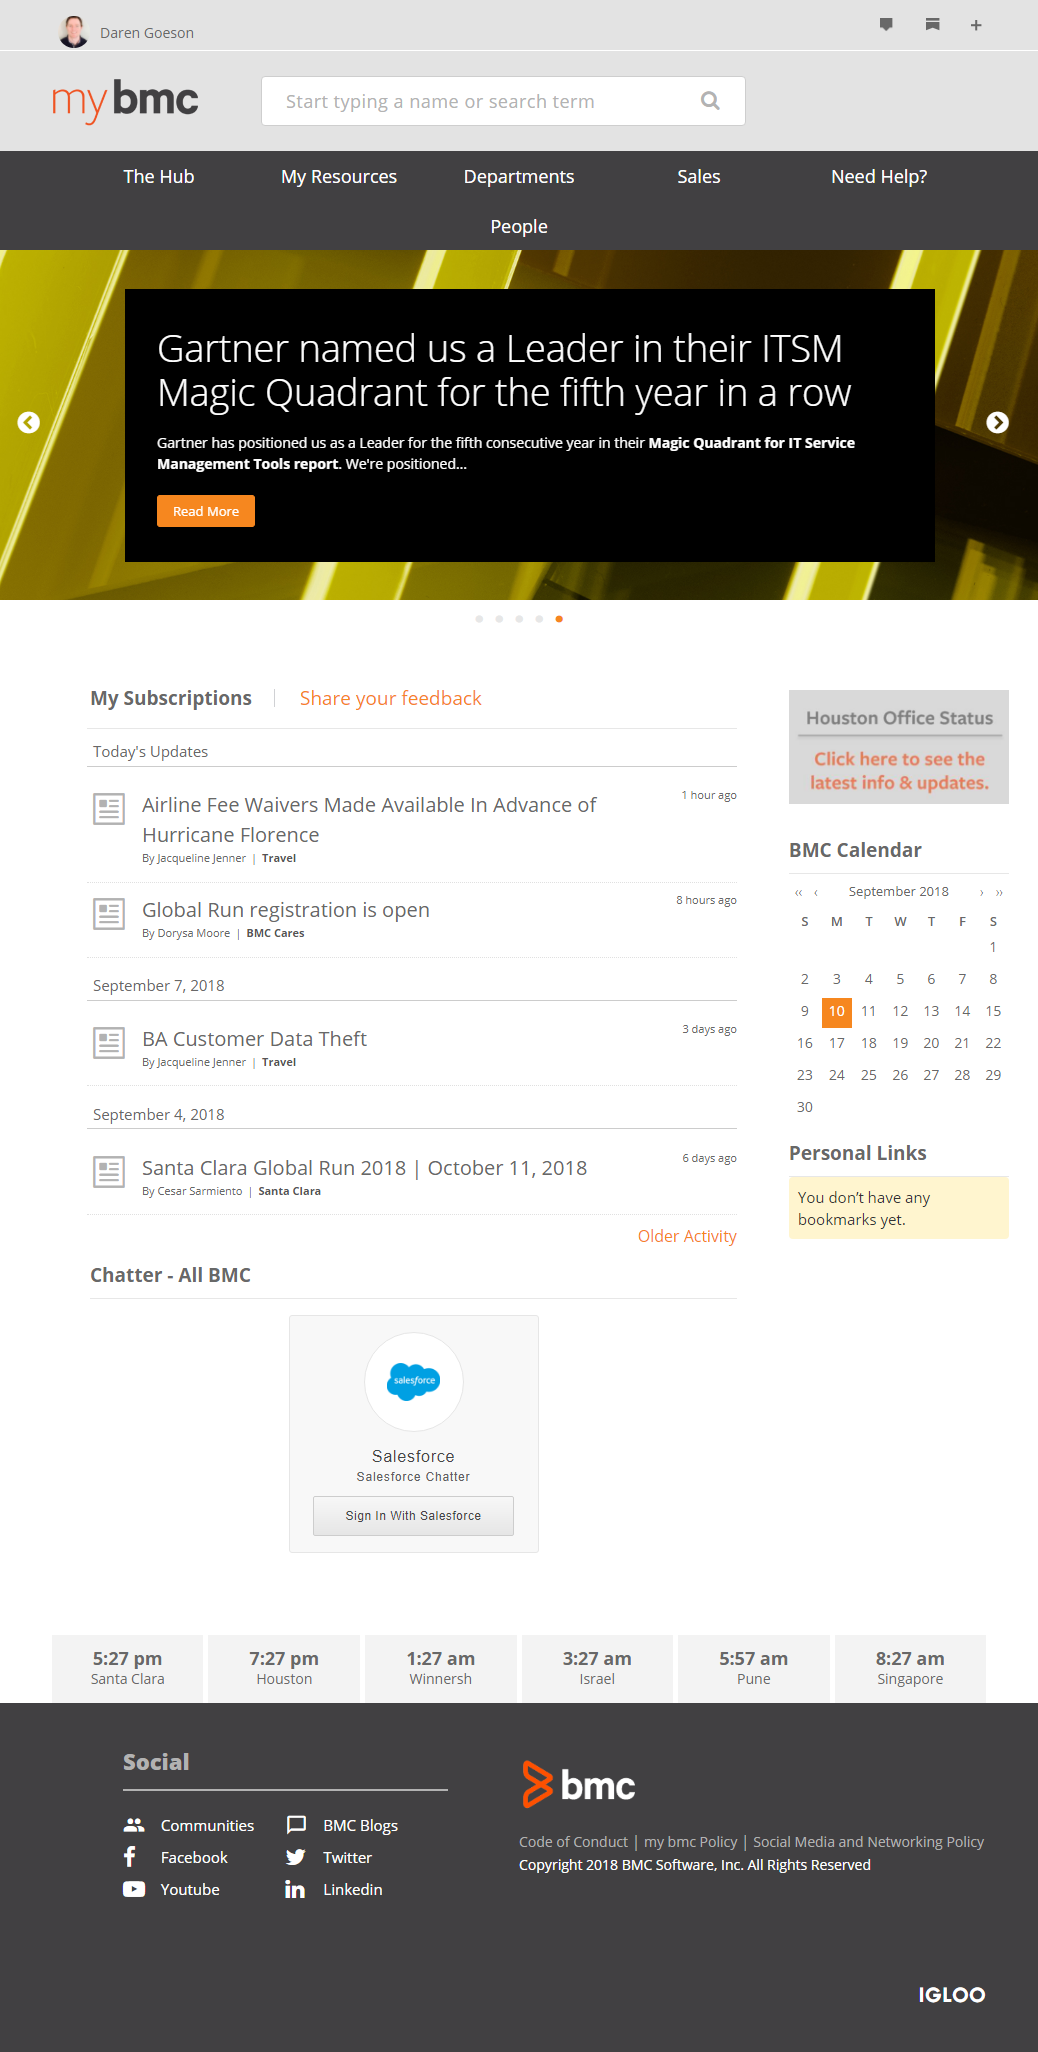 Daren Goeson
my bmc
Start typing a name or search term
The Hub
My Resources
Departments
Sales
Need Help?
People
Gartner named us a Leader in their ITSM
Magic Quadrant for the fifth year in a row
Gartner has positioned us as a Leader for the fifth consecutive year in their Magic Quadrant for IT Service
Management Tools report. We're positioned...
Read More
My Subscriptions
Share your feedback
Today's Updates
Airline Fee Waivers Made Available In Advance of
Hurricane Florence
1 hour ago
By Jacqueline Jenner | Travel
Global Run registration is open
8 hours ago
By Dorysa Moore | BMC Cares
September 7, 2018
BA Customer Data Theft
3 days ago
By Jacqueline Jenner | Travel
September 4, 2018
Santa Clara Global Run 2018 | October 11, 2018
6 days ago
By Cesar Sarmiento | Santa Clara
Older Activity
Houston Office Status
Click here to see the
latest info & updates.
BMC Calendar
‹‹ ‹ September 2018 › ››
S M T W T F S
1
2 3 4 5 6 7 8
9 10 11 12 13 14 15
16 17 18 19 20 21 22
23 24 25 26 27 28 29
30
Personal Links
You don't have any
bookmarks yet.
Chatter - All BMC
salesforce
Salesforce
Salesforce Chatter
Sign In With Salesforce
5:27 pm
Santa Clara
7:27 pm
Houston
1:27 am
Winnersh
3:27 am
Israel
5:57 am
Pune
8:27 am
Singapore
Social
Communities
BMC Blogs
Facebook
Twitter
Youtube
Linkedin
bmc
Code of Conduct | my bmc Policy | Social Media and Networking Policy
Copyright 2018 BMC Software, Inc. All Rights Reserved
IGLOO